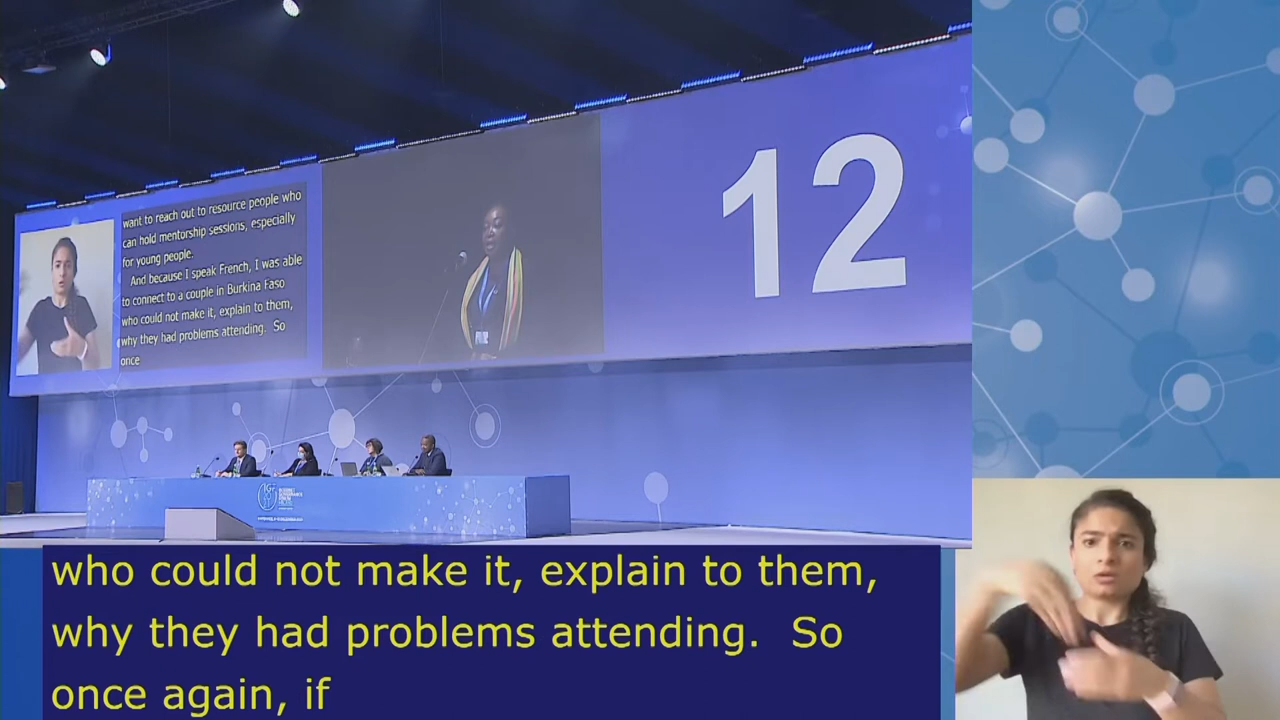 want to reach out to resource people who
can hold mentorship sessions, especially
for young people.
And because I speak French, I was able
to connect to a couple in Burkina Faso
who could not make it, explain to them,
why they had problems attending. So
once
12
INTERNET
GOVERNANCE
FORUM
who could not make it, explain to them,
why they had problems attending. So
once again, if